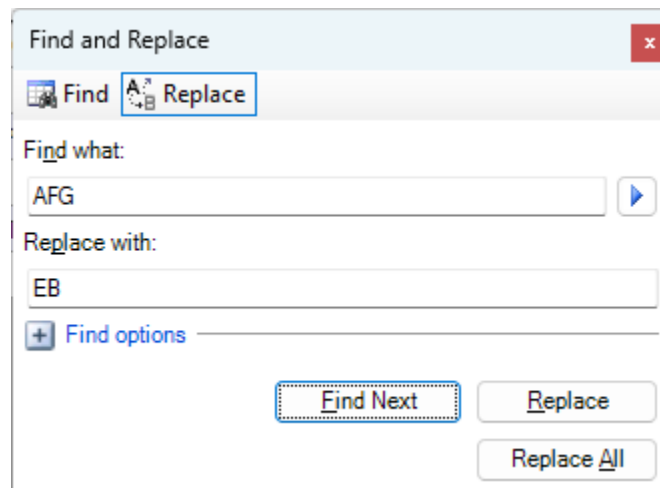 Find and Replace
x
Find A B Replace
Find what:
AFG
Replace with:
EB
+ Find options
Find Next Replace
Replace All